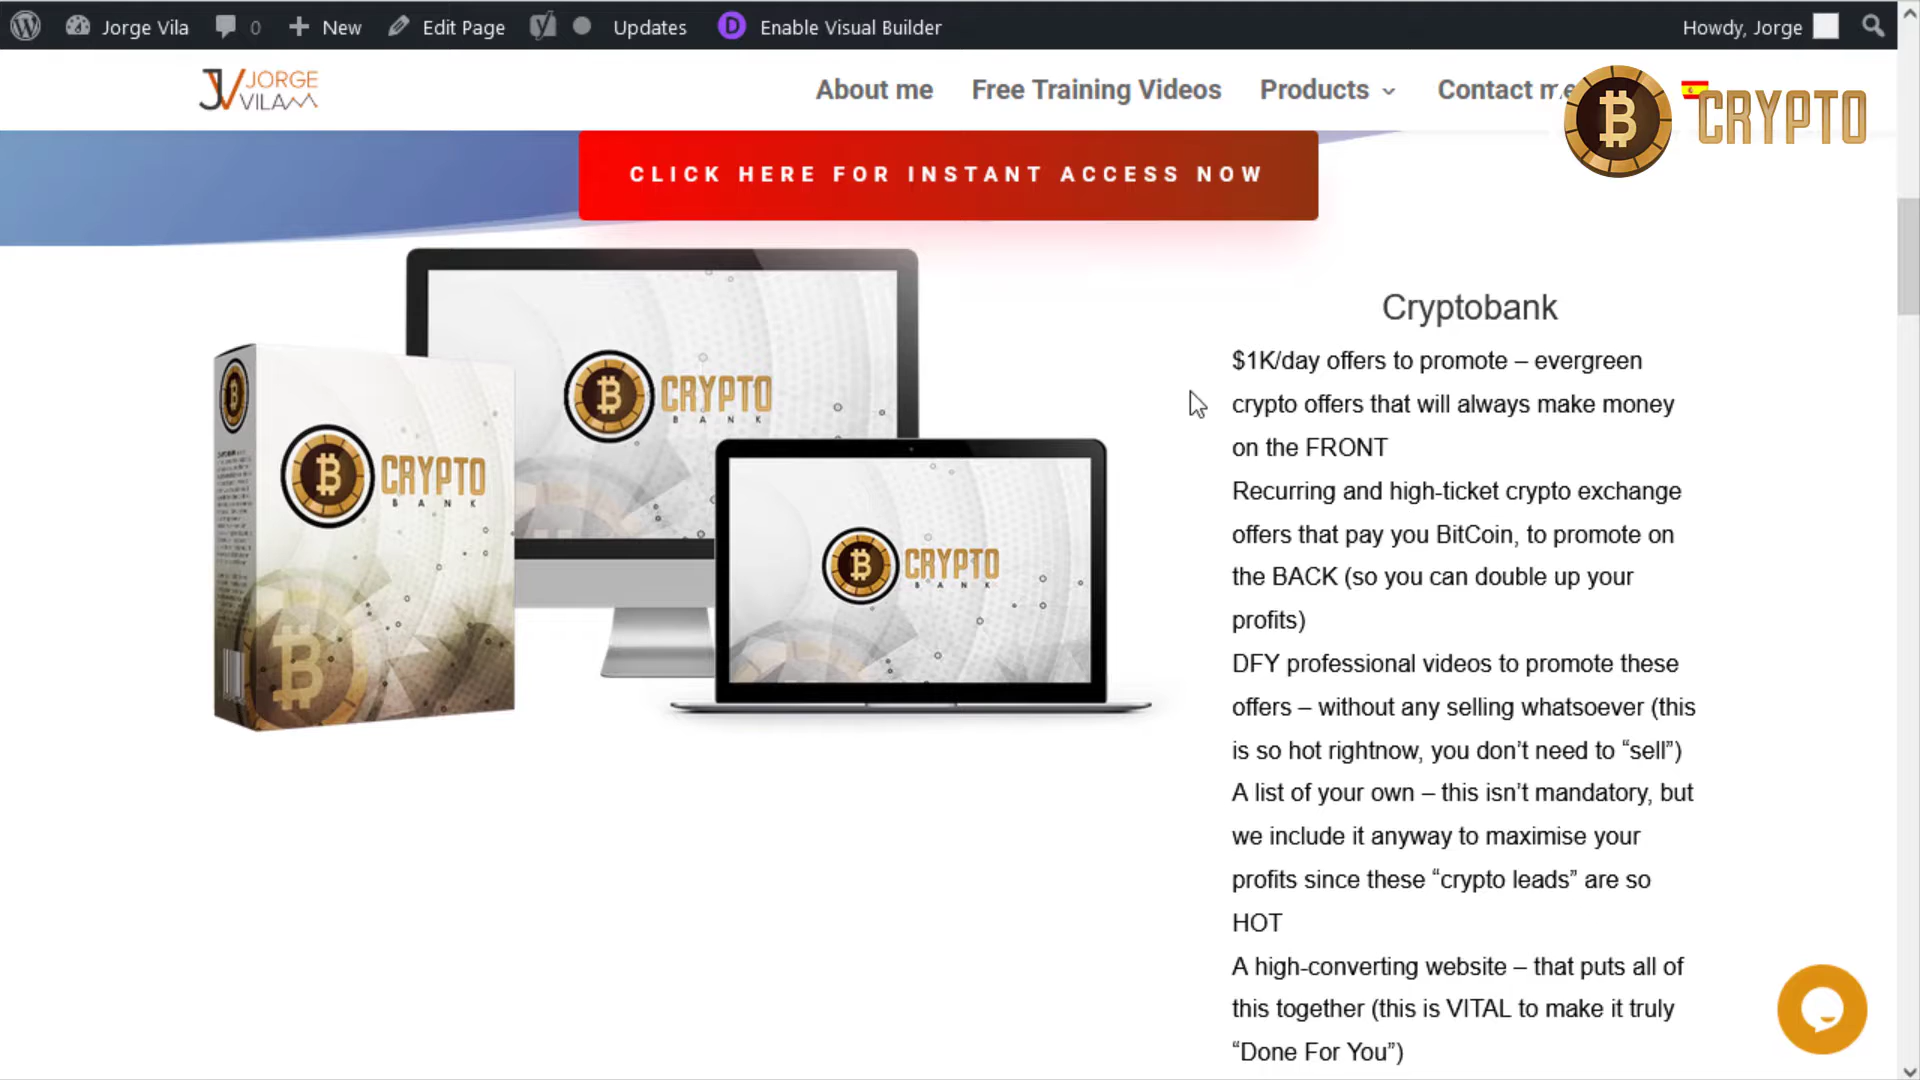 Jorge Vila 0 New Edit Page Updates Enable Visual Builder Howdy, Jorge
JORGE
VILAM
About me Free Training Videos Products Contact me
CRYPTO
CLICK HERE FOR INSTANT ACCESS NOW
CRYPTO
BANK
CRYPTO
BANK
CRYPTO
BANK
Cryptobank
$1K/day offers to promote – evergreen
crypto offers that will always make money
on the FRONT
Recurring and high-ticket crypto exchange
offers that pay you BitCoin, to promote on
the BACK (so you can double up your
profits)
DFY professional videos to promote these
offers – without any selling whatsoever (this
is so hot rightnow, you don’t need to “sell”)
A list of your own – this isn’t mandatory, but
we include it anyway to maximise your
profits since these “crypto leads” are so
HOT
A high-converting website – that puts all of
this together (this is VITAL to make it truly
“Done For You”)